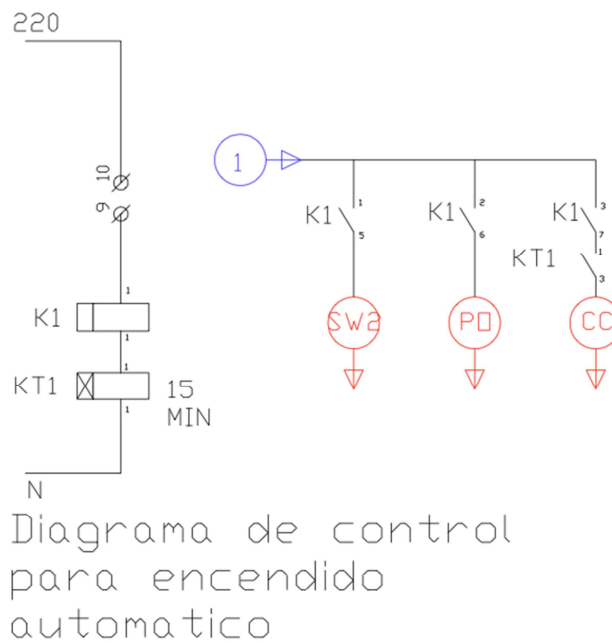 220
10
9
1
K1
1
1
KT1
15
MIN
1
N
1
K1
1
5
SW2
K1
2
6
PO
K1
3
7
KT1
1
3
CC
Diagrama de control
para encendido
automatico